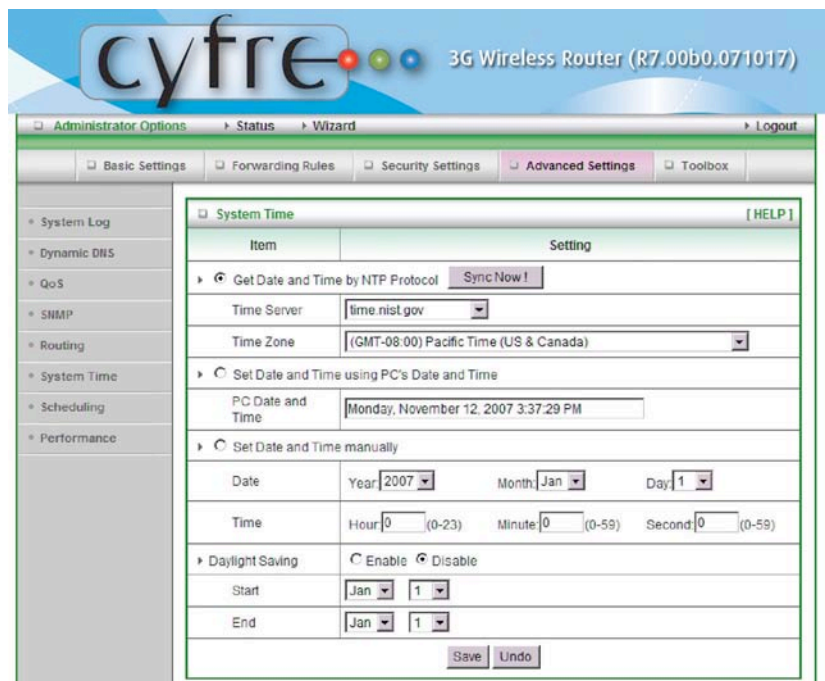 cyfre
3G Wireless Router (R7.00b0.071017)
Administrator Options Status Wizard Logout
Basic Settings Forwarding Rules Security Settings Advanced Settings Toolbox
System Log
Dynamic DNS
QoS
SNMP
Routing
System Time
Scheduling
Performance
System Time [HELP]
Item Setting
Get Date and Time by NTP Protocol Sync Now !
Time Server time.nist.gov
Time Zone (GMT-08:00) Pacific Time (US & Canada)
Set Date and Time using PC's Date and Time
PC Date and
Time
Monday, November 12, 2007 3:37:29 PM
Set Date and Time manually
Date Year: 2007 Month: Jan Day: 1
Time Hour: 0 (0-23) Minute: 0 (0-59) Second: 0 (0-59)
Daylight Saving Enable Disable
Start Jan 1
End Jan 1
Save Undo